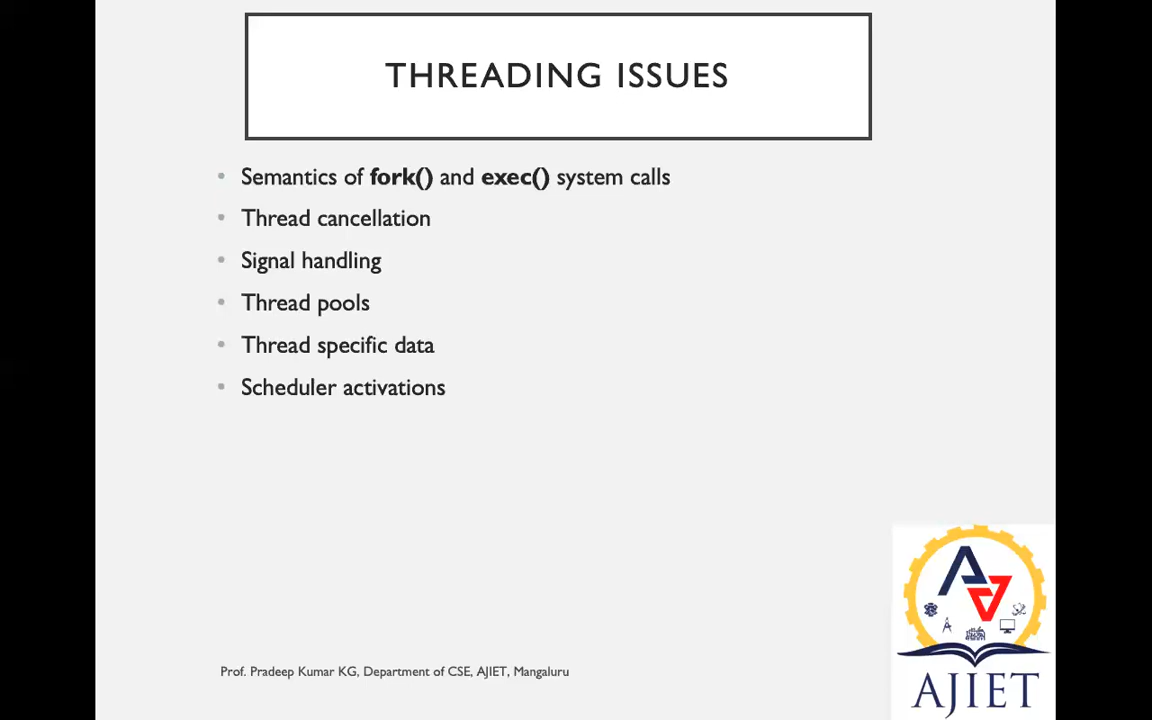 THREADING ISSUES
• Semantics of fork() and exec() system calls
• Thread cancellation
• Signal handling
• Thread pools
• Thread specific data
• Scheduler activations
Prof. Pradeep Kumar KG, Department of CSE, AJIET, Mangaluru
AJIET